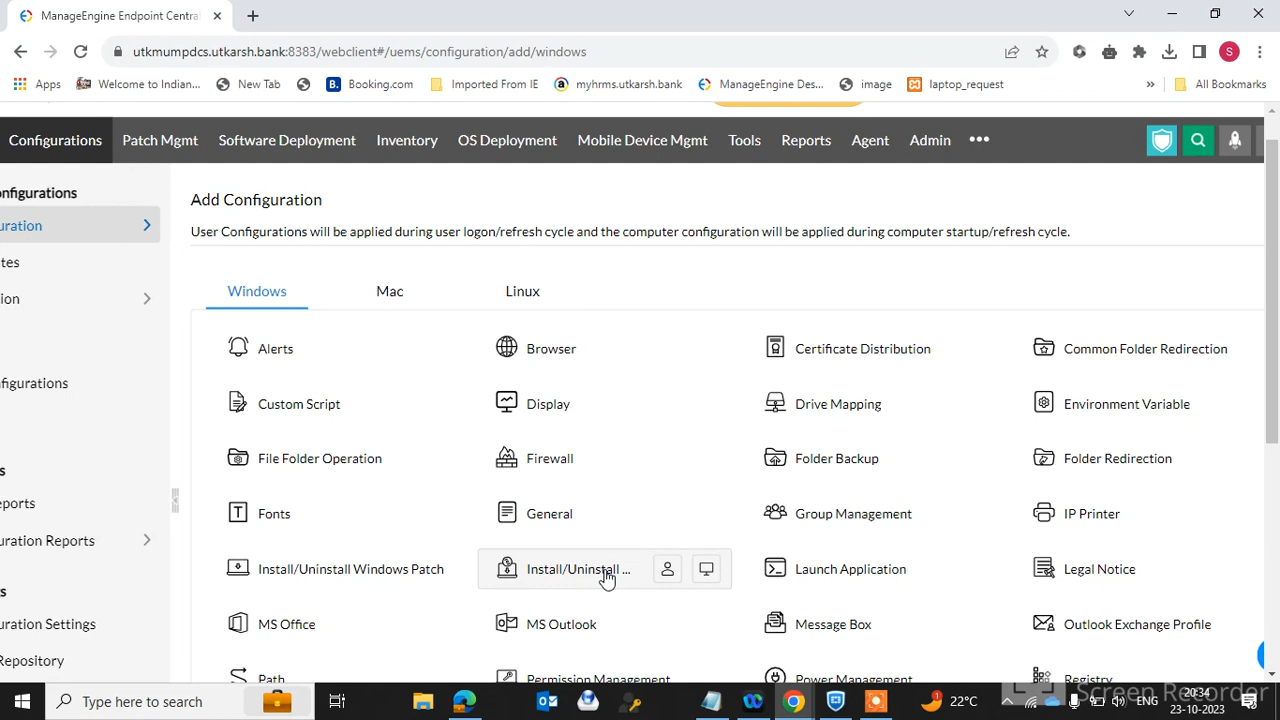 ManageEngine Endpoint Centra
utkmumpdcs.utkarsh.bank:8383/webclient#/uems/configuration/add/windows
S
Apps Welcome to Indian... New Tab Booking.com Imported From IE myhrms.utkarsh.bank ManageEngine Des... image laptop_request » All Bookmarks
Configurations Patch Mgmt Software Deployment Inventory OS Deployment Mobile Device Mgmt Tools Reports Agent Admin •••
onfigurations
uration
tes
ion
nfigurations
s
eports
uration Reports
s
uration Settings
Repository
Add Configuration
User Configurations will be applied during user logon/refresh cycle and the computer configuration will be applied during computer startup/refresh cycle.
Windows Mac Linux
Alerts Browser Certificate Distribution Common Folder Redirection
Custom Script Display Drive Mapping Environment Variable
File Folder Operation Firewall Folder Backup Folder Redirection
Fonts General Group Management IP Printer
Install/Uninstall Windows Patch Install/Uninstall ... Launch Application Legal Notice
MS Office MS Outlook Message Box Outlook Exchange Profile
Path Permission Management Power Management Registry
Type here to search
22°C
20:34
23-10-2023
Screen Recorder